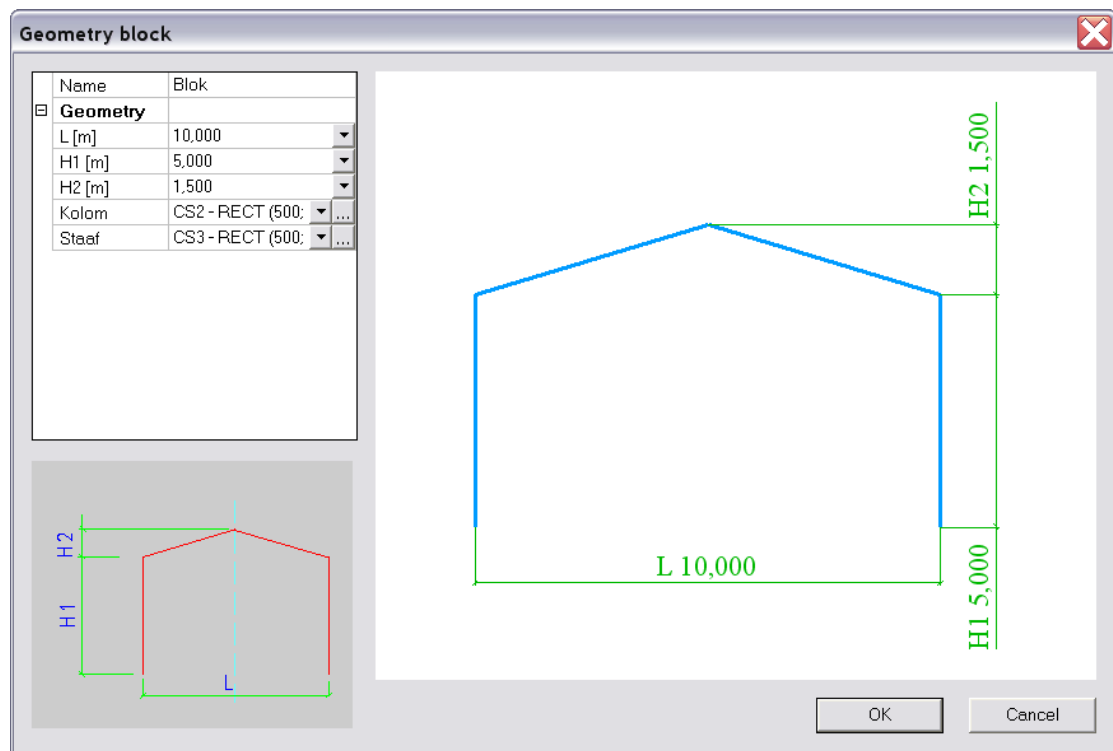 Geometry block
Name Blok
Geometry
L [m] 10,000
H1 [m] 5,000
H2 [m] 1,500
Kolom CS2 - RECT (500; ...
Staaf CS3 - RECT (500; ...
H2 1,500
L 10,000
H1 5,000
H2
H1
L
OK Cancel